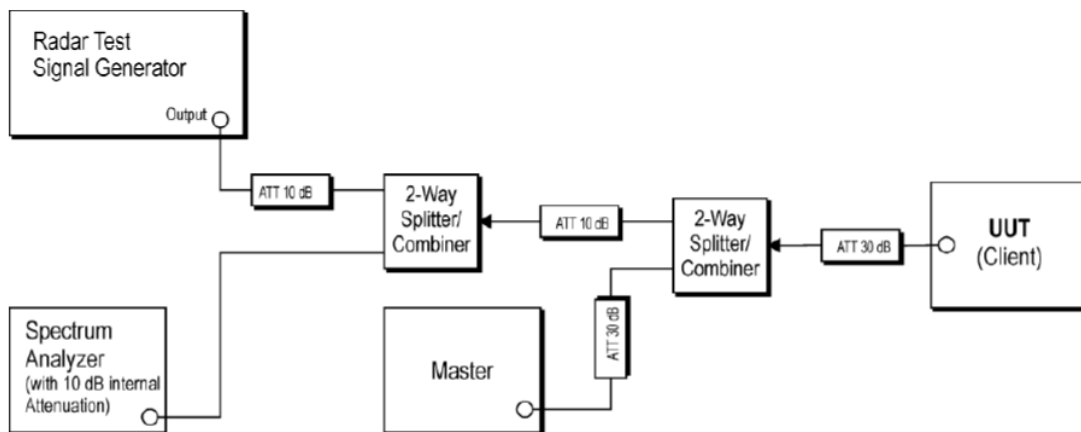 Radar Test
Signal Generator
Output
ATT 10 dB
2-Way
Splitter/
Combiner
ATT 10 dB
2-Way
Splitter/
Combiner
ATT 30 dB
UUT
(Client)
Spectrum
Analyzer
(with 10 dB internal
Attenuation)
Master
ATT 30 dB